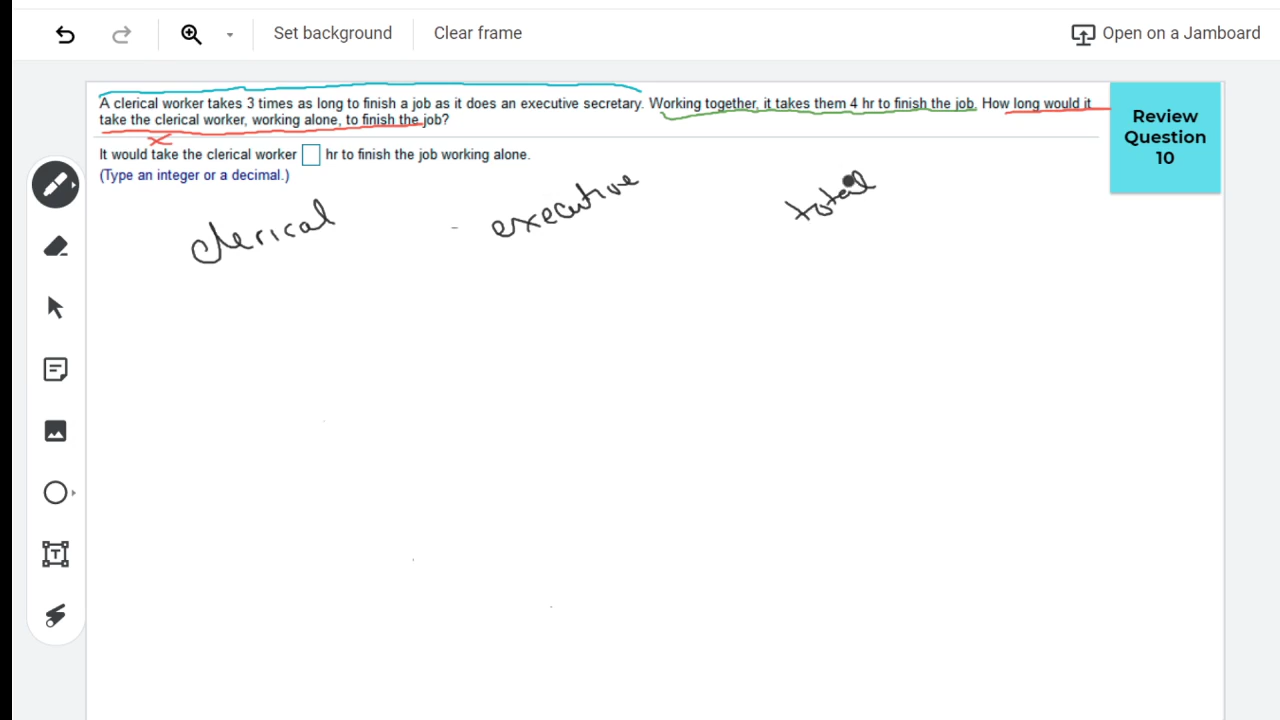 Set background
Clear frame
Open on a Jamboard
A clerical worker takes 3 times as long to finish a job as it does an executive secretary. Working together, it takes them 4 hr to finish the job. How long would it
take the clerical worker, working alone, to finish the job?
x
It would take the clerical worker hr to finish the job working alone.
(Type an integer or a decimal.)
Review
Question
10
clerical
executive
total
T